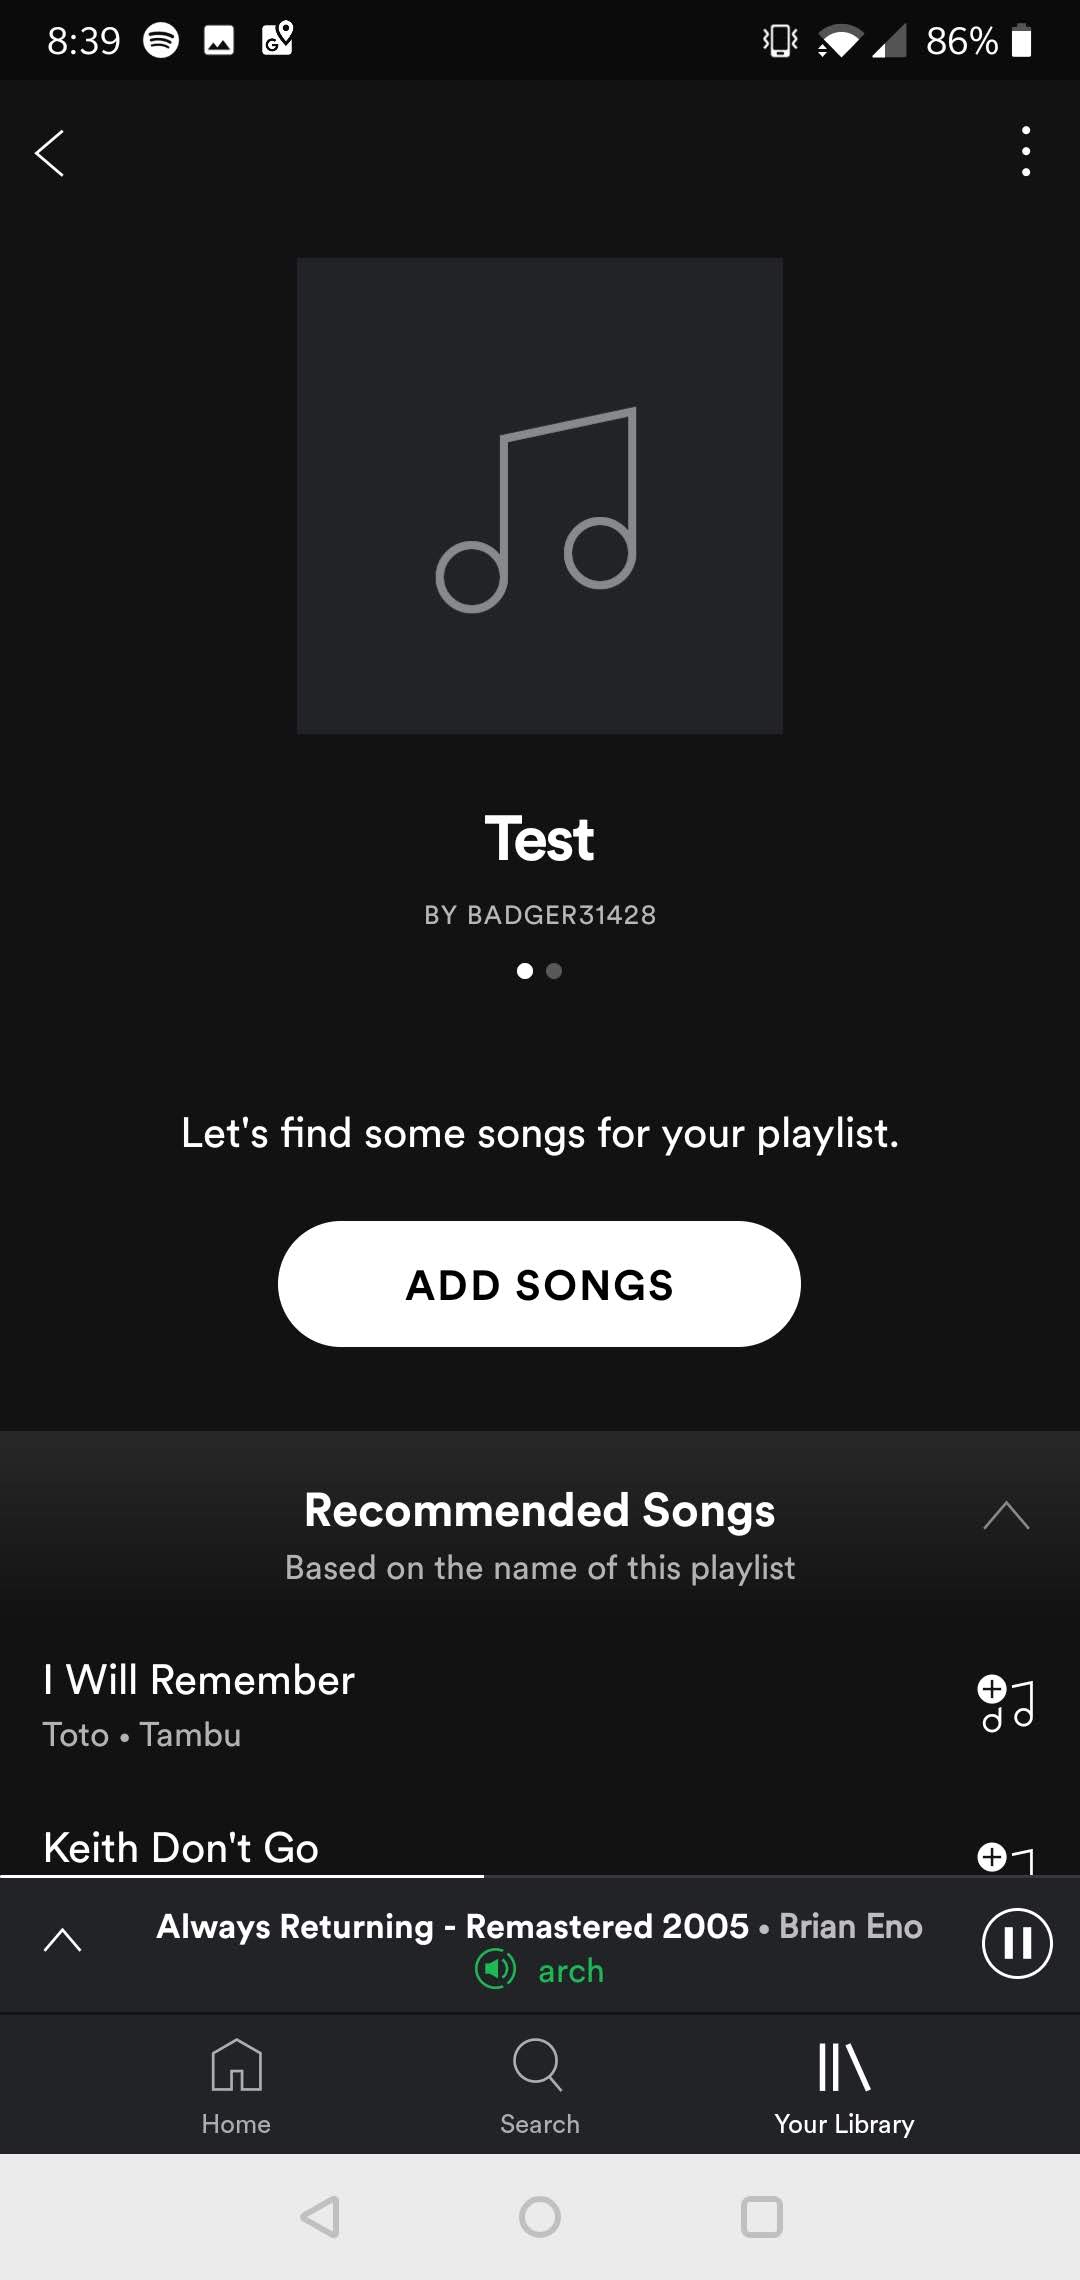 8:39 86%
Test
BY BADGER31428
Let's find some songs for your playlist.
ADD SONGS
Recommended Songs
Based on the name of this playlist
I Will Remember
Toto • Tambu
Keith Don't Go
Always Returning - Remastered 2005 • Brian Eno
arch
Home Search Your Library